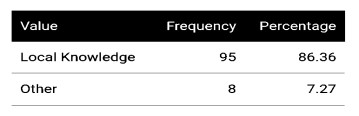 Value Frequency Percentage
Local Knowledge 95 86.36
Other 8 7.27